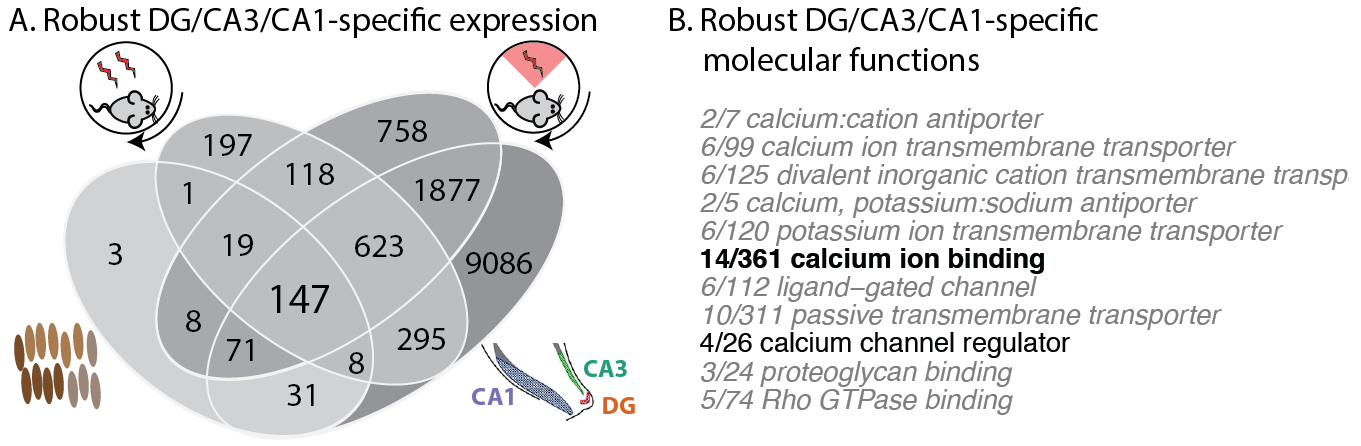 A. Robust DG/CA3/CA1-specific expression
197
758
118
1
1877
3
19
623
9086
147
8
71
8
295
31
CA3
CA1
DG
B. Robust DG/CA3/CA1-specific
molecular functions
2/7 calcium:cation antiporter
6/99 calcium ion transmembrane transporter
6/125 divalent inorganic cation transmembrane transp
2/5 calcium, potassium:sodium antiporter
6/120 potassium ion transmembrane transporter
14/361 calcium ion binding
6/112 ligand–gated channel
10/311 passive transmembrane transporter
4/26 calcium channel regulator
3/24 proteoglycan binding
5/74 Rho GTPase binding